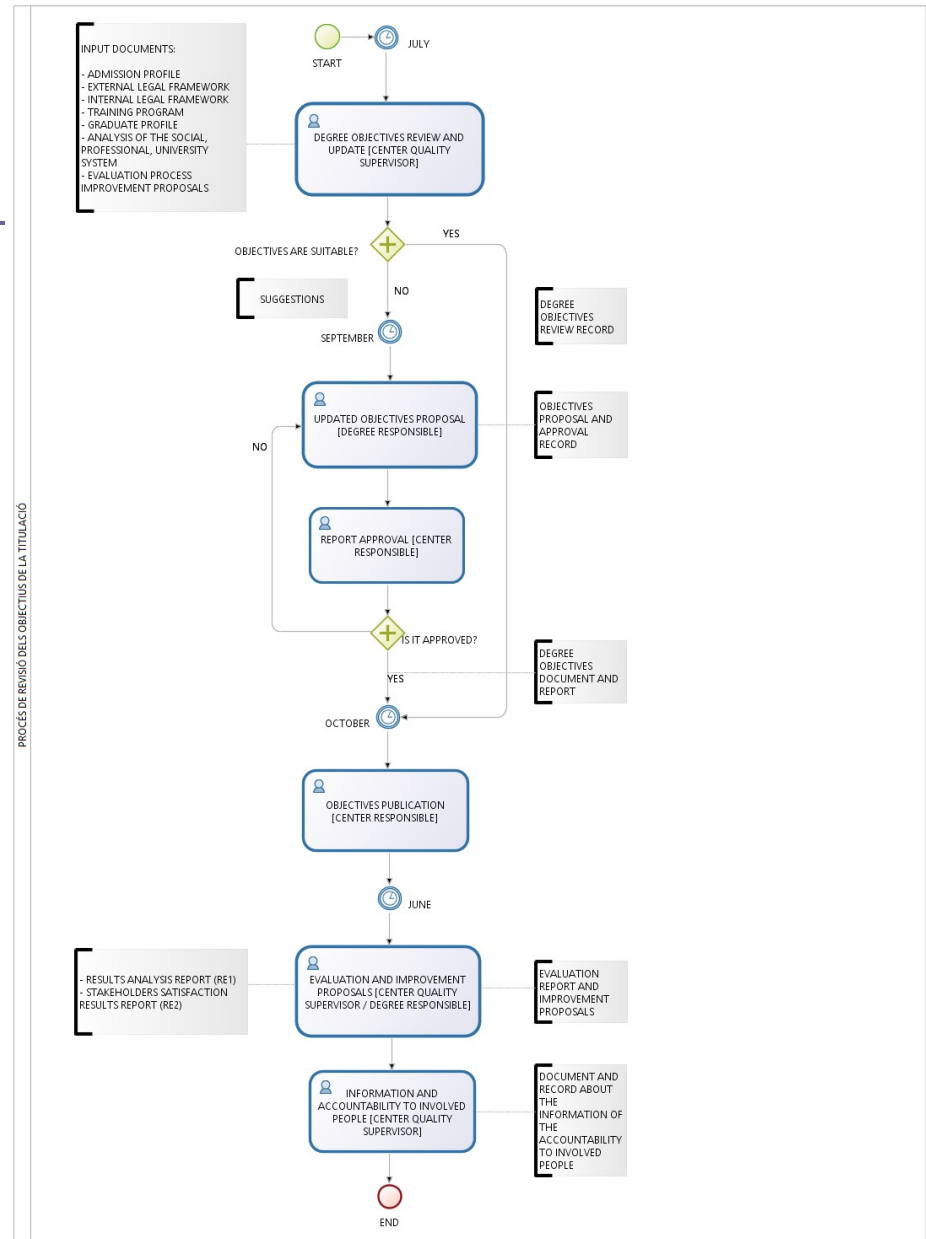 PROCÉS DE REVISIÓ DELS OBJECTIUS DE LA TITULACIÓ
INPUT DOCUMENTS:
- ADMISSION PROFILE
- EXTERNAL LEGAL FRAMEWORK
- INTERNAL LEGAL FRAMEWORK
- TRAINING PROGRAM
- GRADUATE PROFILE
- ANALYSIS OF THE SOCIAL,
PROFESSIONAL, UNIVERSITY
SYSTEM
- EVALUATION PROCESS
IMPROVEMENT PROPOSALS
START
JULY
DEGREE OBJECTIVES REVIEW AND
UPDATE [CENTER QUALITY
SUPERVISOR]
OBJECTIVES ARE SUITABLE?
YES
NO
SUGGESTIONS
DEGREE
OBJECTIVES
REVIEW RECORD
SEPTEMBER
UPDATED OBJECTIVES PROPOSAL
[DEGREE RESPONSIBLE]
OBJECTIVES
PROPOSAL AND
APPROVAL
RECORD
NO
REPORT APPROVAL [CENTER
RESPONSIBLE]
IS IT APPROVED?
YES
DEGREE
OBJECTIVES
DOCUMENT AND
REPORT
OCTOBER
OBJECTIVES PUBLICATION
[CENTER RESPONSIBLE]
JUNE
- RESULTS ANALYSIS REPORT (RE1)
- STAKEHOLDERS SATISFACTION
RESULTS REPORT (RE2)
EVALUATION AND IMPROVEMENT
PROPOSALS [CENTER QUALITY
SUPERVISOR / DEGREE RESPONSIBLE]
EVALUATION
REPORT AND
IMPROVEMENT
PROPOSALS
INFORMATION AND
ACCOUNTABILITY TO INVOLVED
PEOPLE [CENTER QUALITY
SUPERVISOR]
DOCUMENT AND
RECORD ABOUT
THE
INFORMATION OF
THE
ACCOUNTABILITY
TO INVOLVED
PEOPLE
END